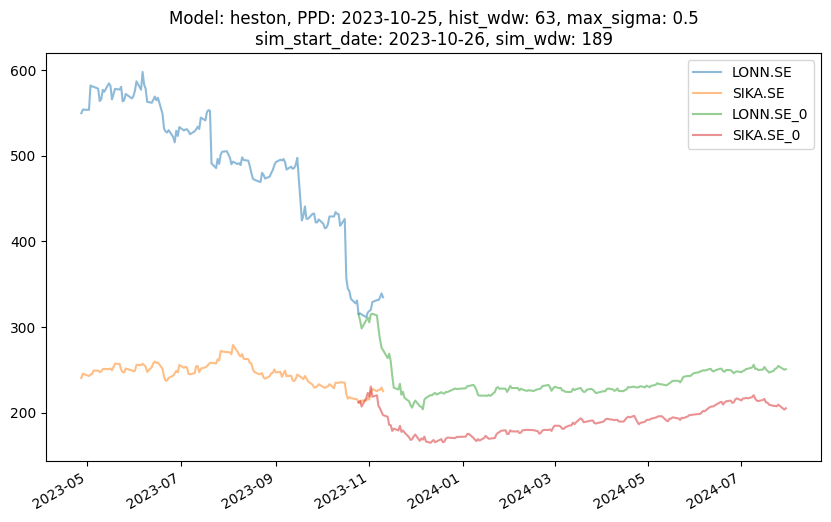 Model: heston, PPD: 2023-10-25, hist_wdw: 63, max_sigma: 0.5
sim_start_date: 2023-10-26, sim_wdw: 189
LONN.SE
SIKA.SE
LONN.SE_0
SIKA.SE_0
600
500
400
300
200
2023-05
2023-07
2023-09
2023-11
2024-01
2024-03
2024-05
2024-07